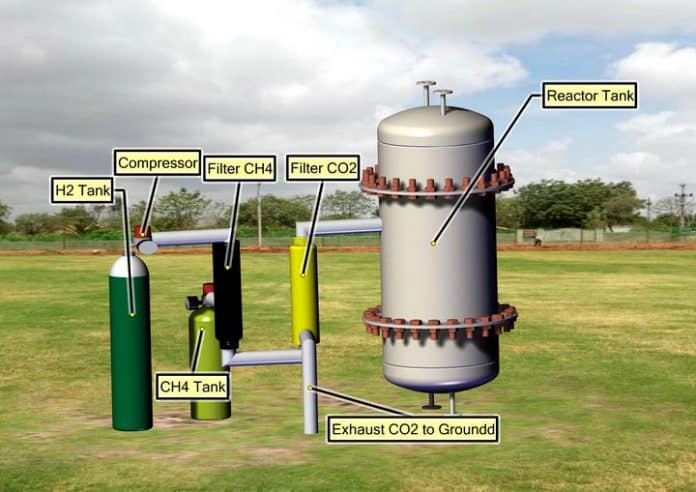 Reactor Tank
Compressor
Filter CH4
Filter CO2
H2 Tank
CH4 Tank
Exhaust CO2 to Groundd